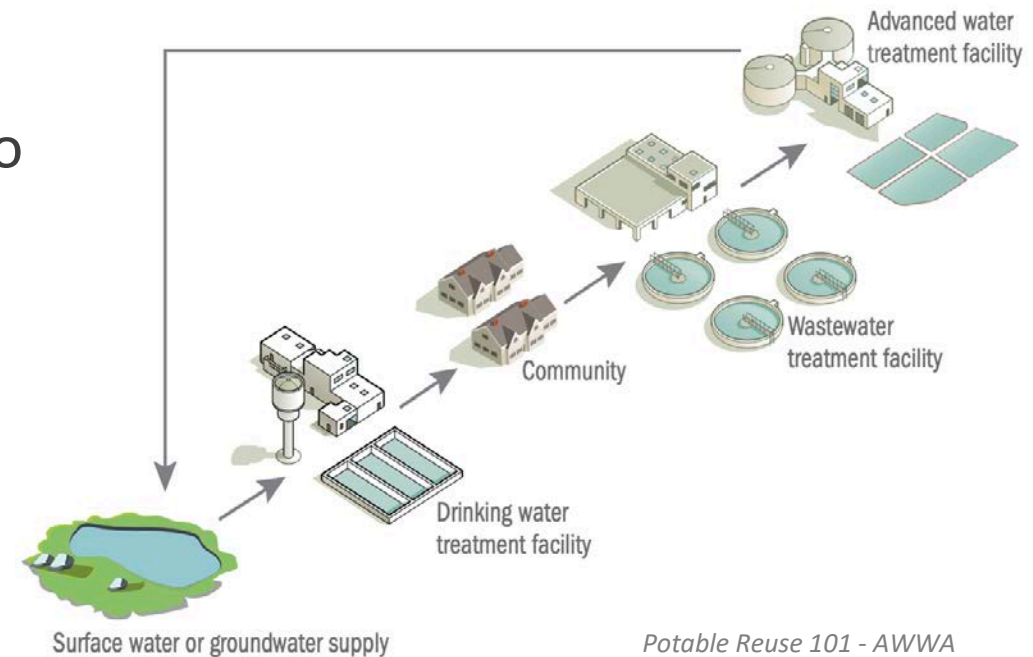 Advanced water
treatment facility
o
Wastewater
treatment facility
Community
Drinking water
treatment facility
Surface water or groundwater supply
Potable Reuse 101 - AWWA